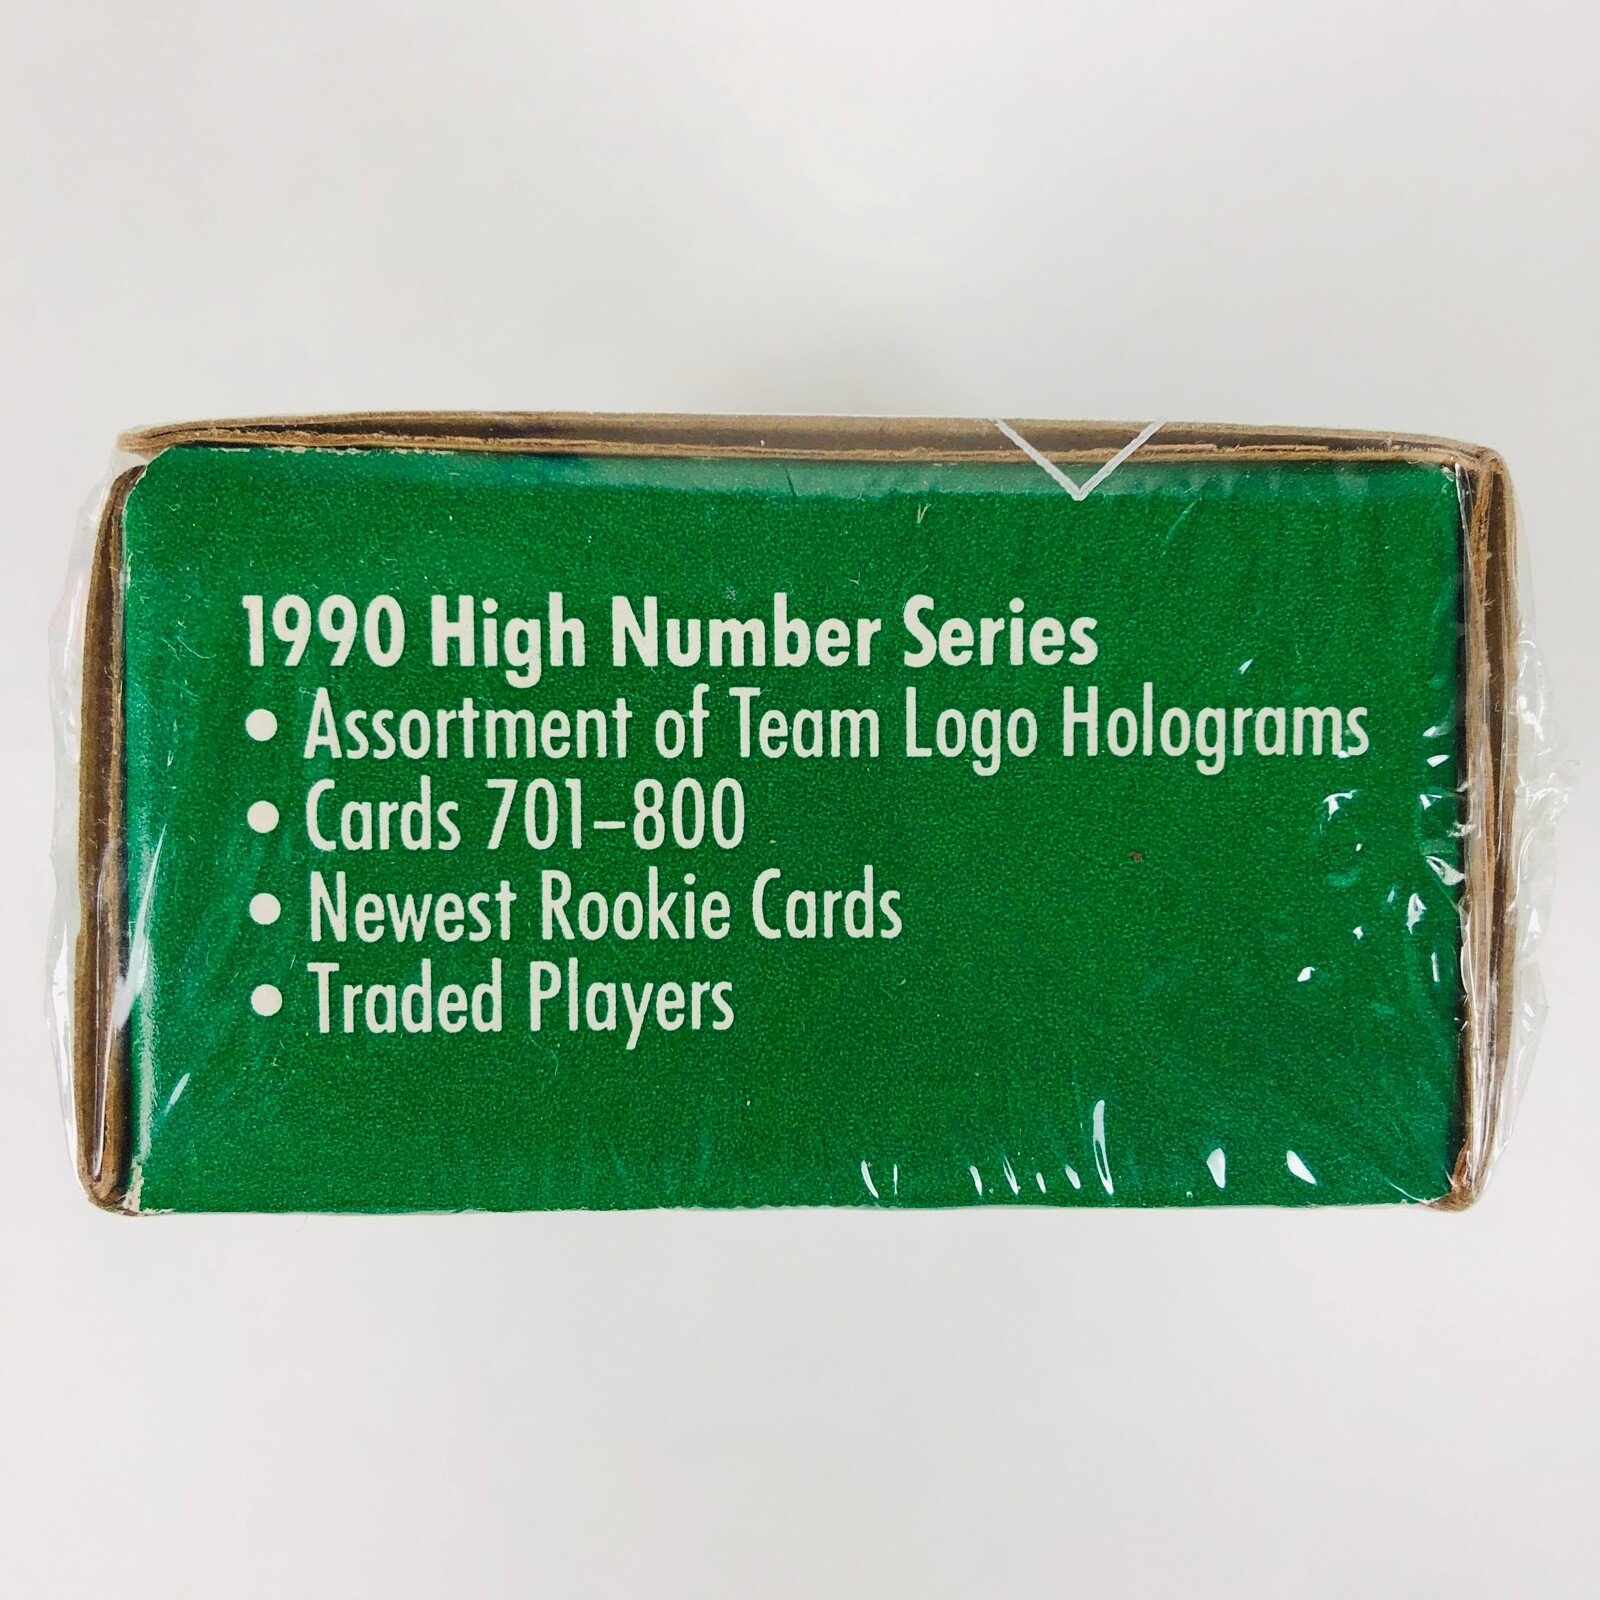 1990 High Number Series
• Assortment of Team Logo Holograms
• Cards 701–800
• Newest Rookie Cards
• Traded Players